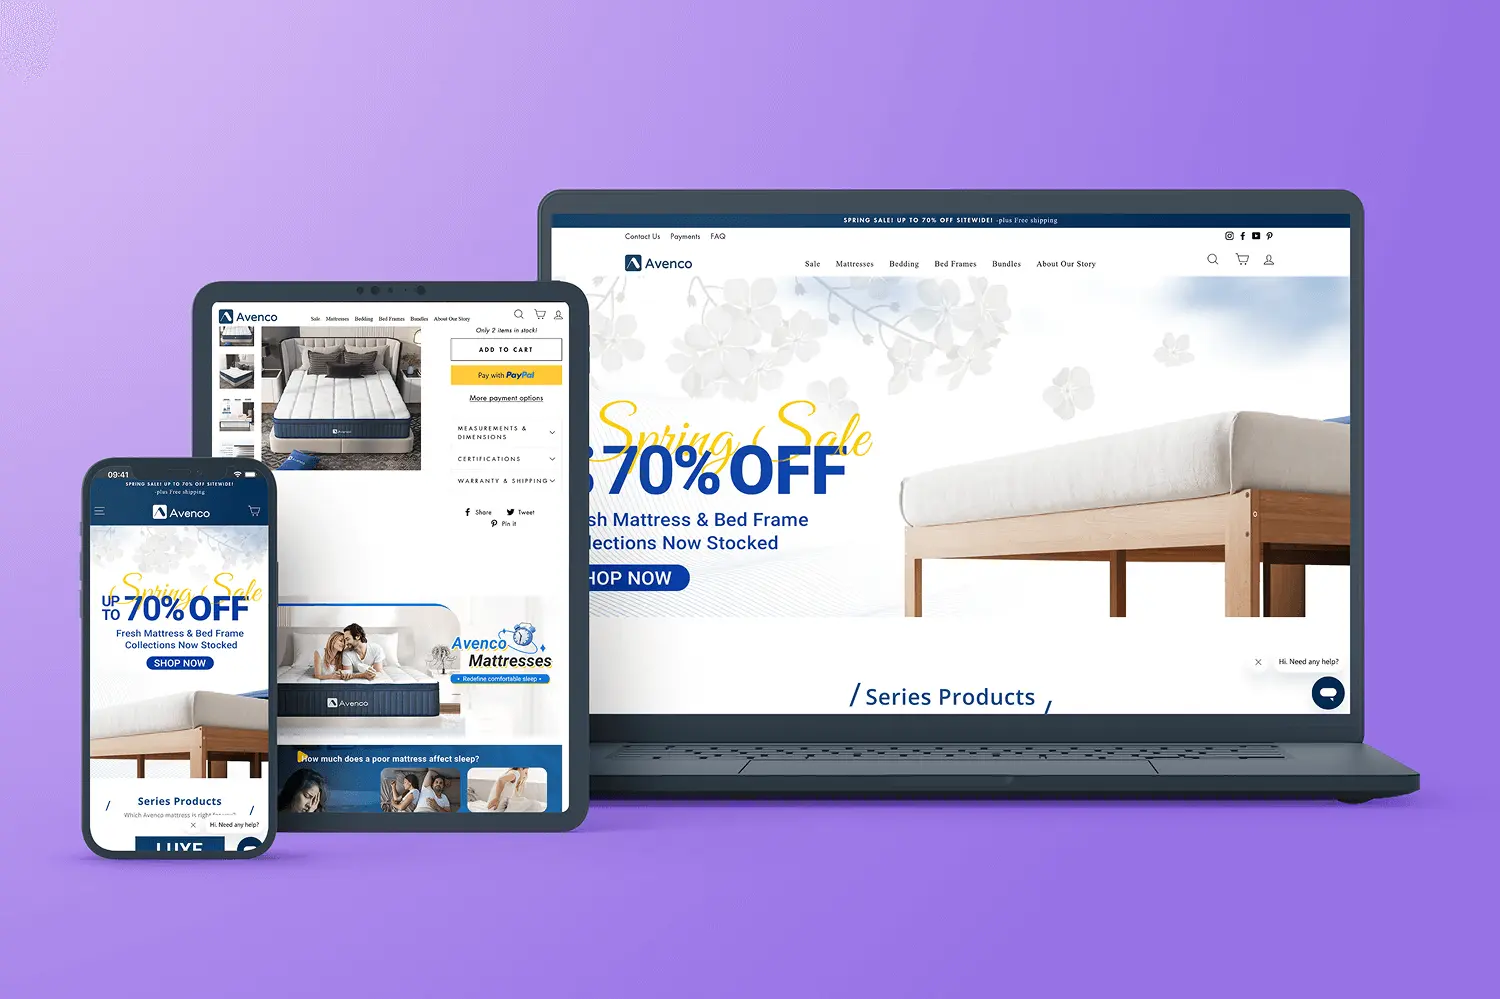 SPRING SALE! UP TO 70% OFF SITEWIDE! -plus Free shipping
Contact Us Payments FAQ
Avenco
Sale Mattresses Bedding Bed Frames Bundles About Our Story
Spring Sale
70% OFF
sh Mattress & Bed Frame
llections Now Stocked
HOP NOW
Hi. Need any help?
/ Series Products /
Avenco
Sale Mattresses Bedding Bed Frames Bundles About Our Story
Only 2 items in stock!
ADD TO CART
Pay with PayPal
More payment options
MEASUREMENTS &
DIMENSIONS
CERTIFICATIONS
WARRANTY & SHIPPING
Share Tweet
Pin it
Avenco
Avenco
Mattresses
• Redefine comfortable sleep •
Avenco
How much does a poor mattress affect sleep?
09:41
SPRING SALE! UP TO 70% OFF SITEWIDE!
-plus Free shipping
Avenco
Spring Sale
UP TO 70% OFF
Fresh Mattress & Bed Frame
Collections Now Stocked
SHOP NOW
/ Series Products /
Which Avenco mattress is right for you?
Hi. Need any help?
LUXE